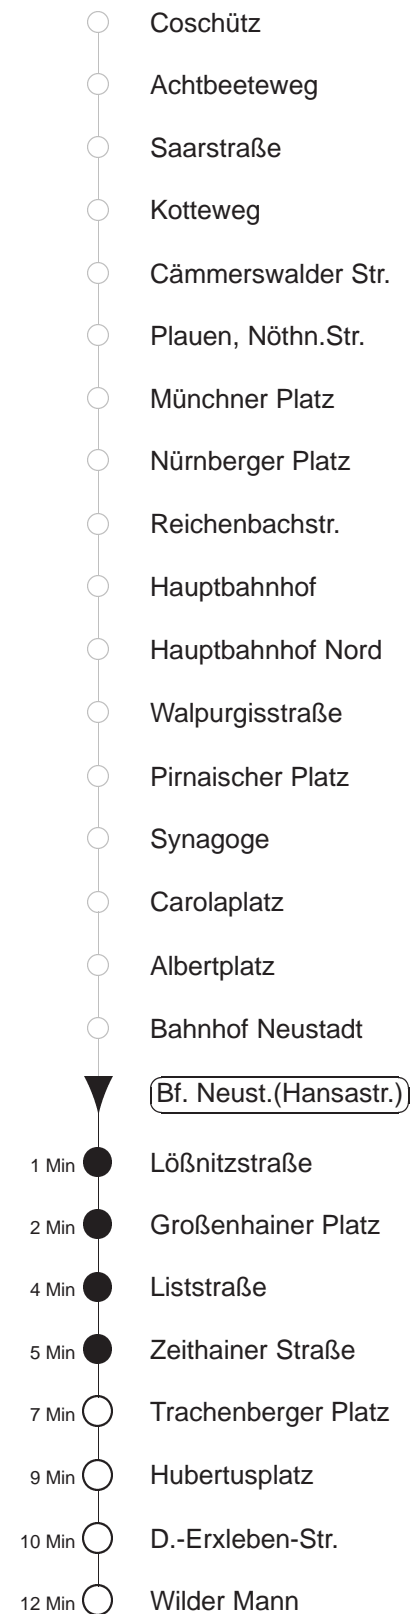 Coschütz
Achtbeeteweg
Saarstraße
Kotteweg
Cämmerswalder Str.
Plauen, Nöthn.Str.
Münchner Platz
Nürnberger Platz
Reichenbachstr.
Hauptbahnhof
Hauptbahnhof Nord
Walpurgisstraße
Pirnaischer Platz
Synagoge
Carolaplatz
Albertplatz
Bahnhof Neustadt
Bf. Neust.(Hansastr.)
1 Min Lößnitzstraße
2 Min Großenhainer Platz
4 Min Liststraße
5 Min Zeithainer Straße
7 Min Trachenberger Platz
9 Min Hubertusplatz
10 Min D.-Erxleben-Str.
12 Min Wilder Mann